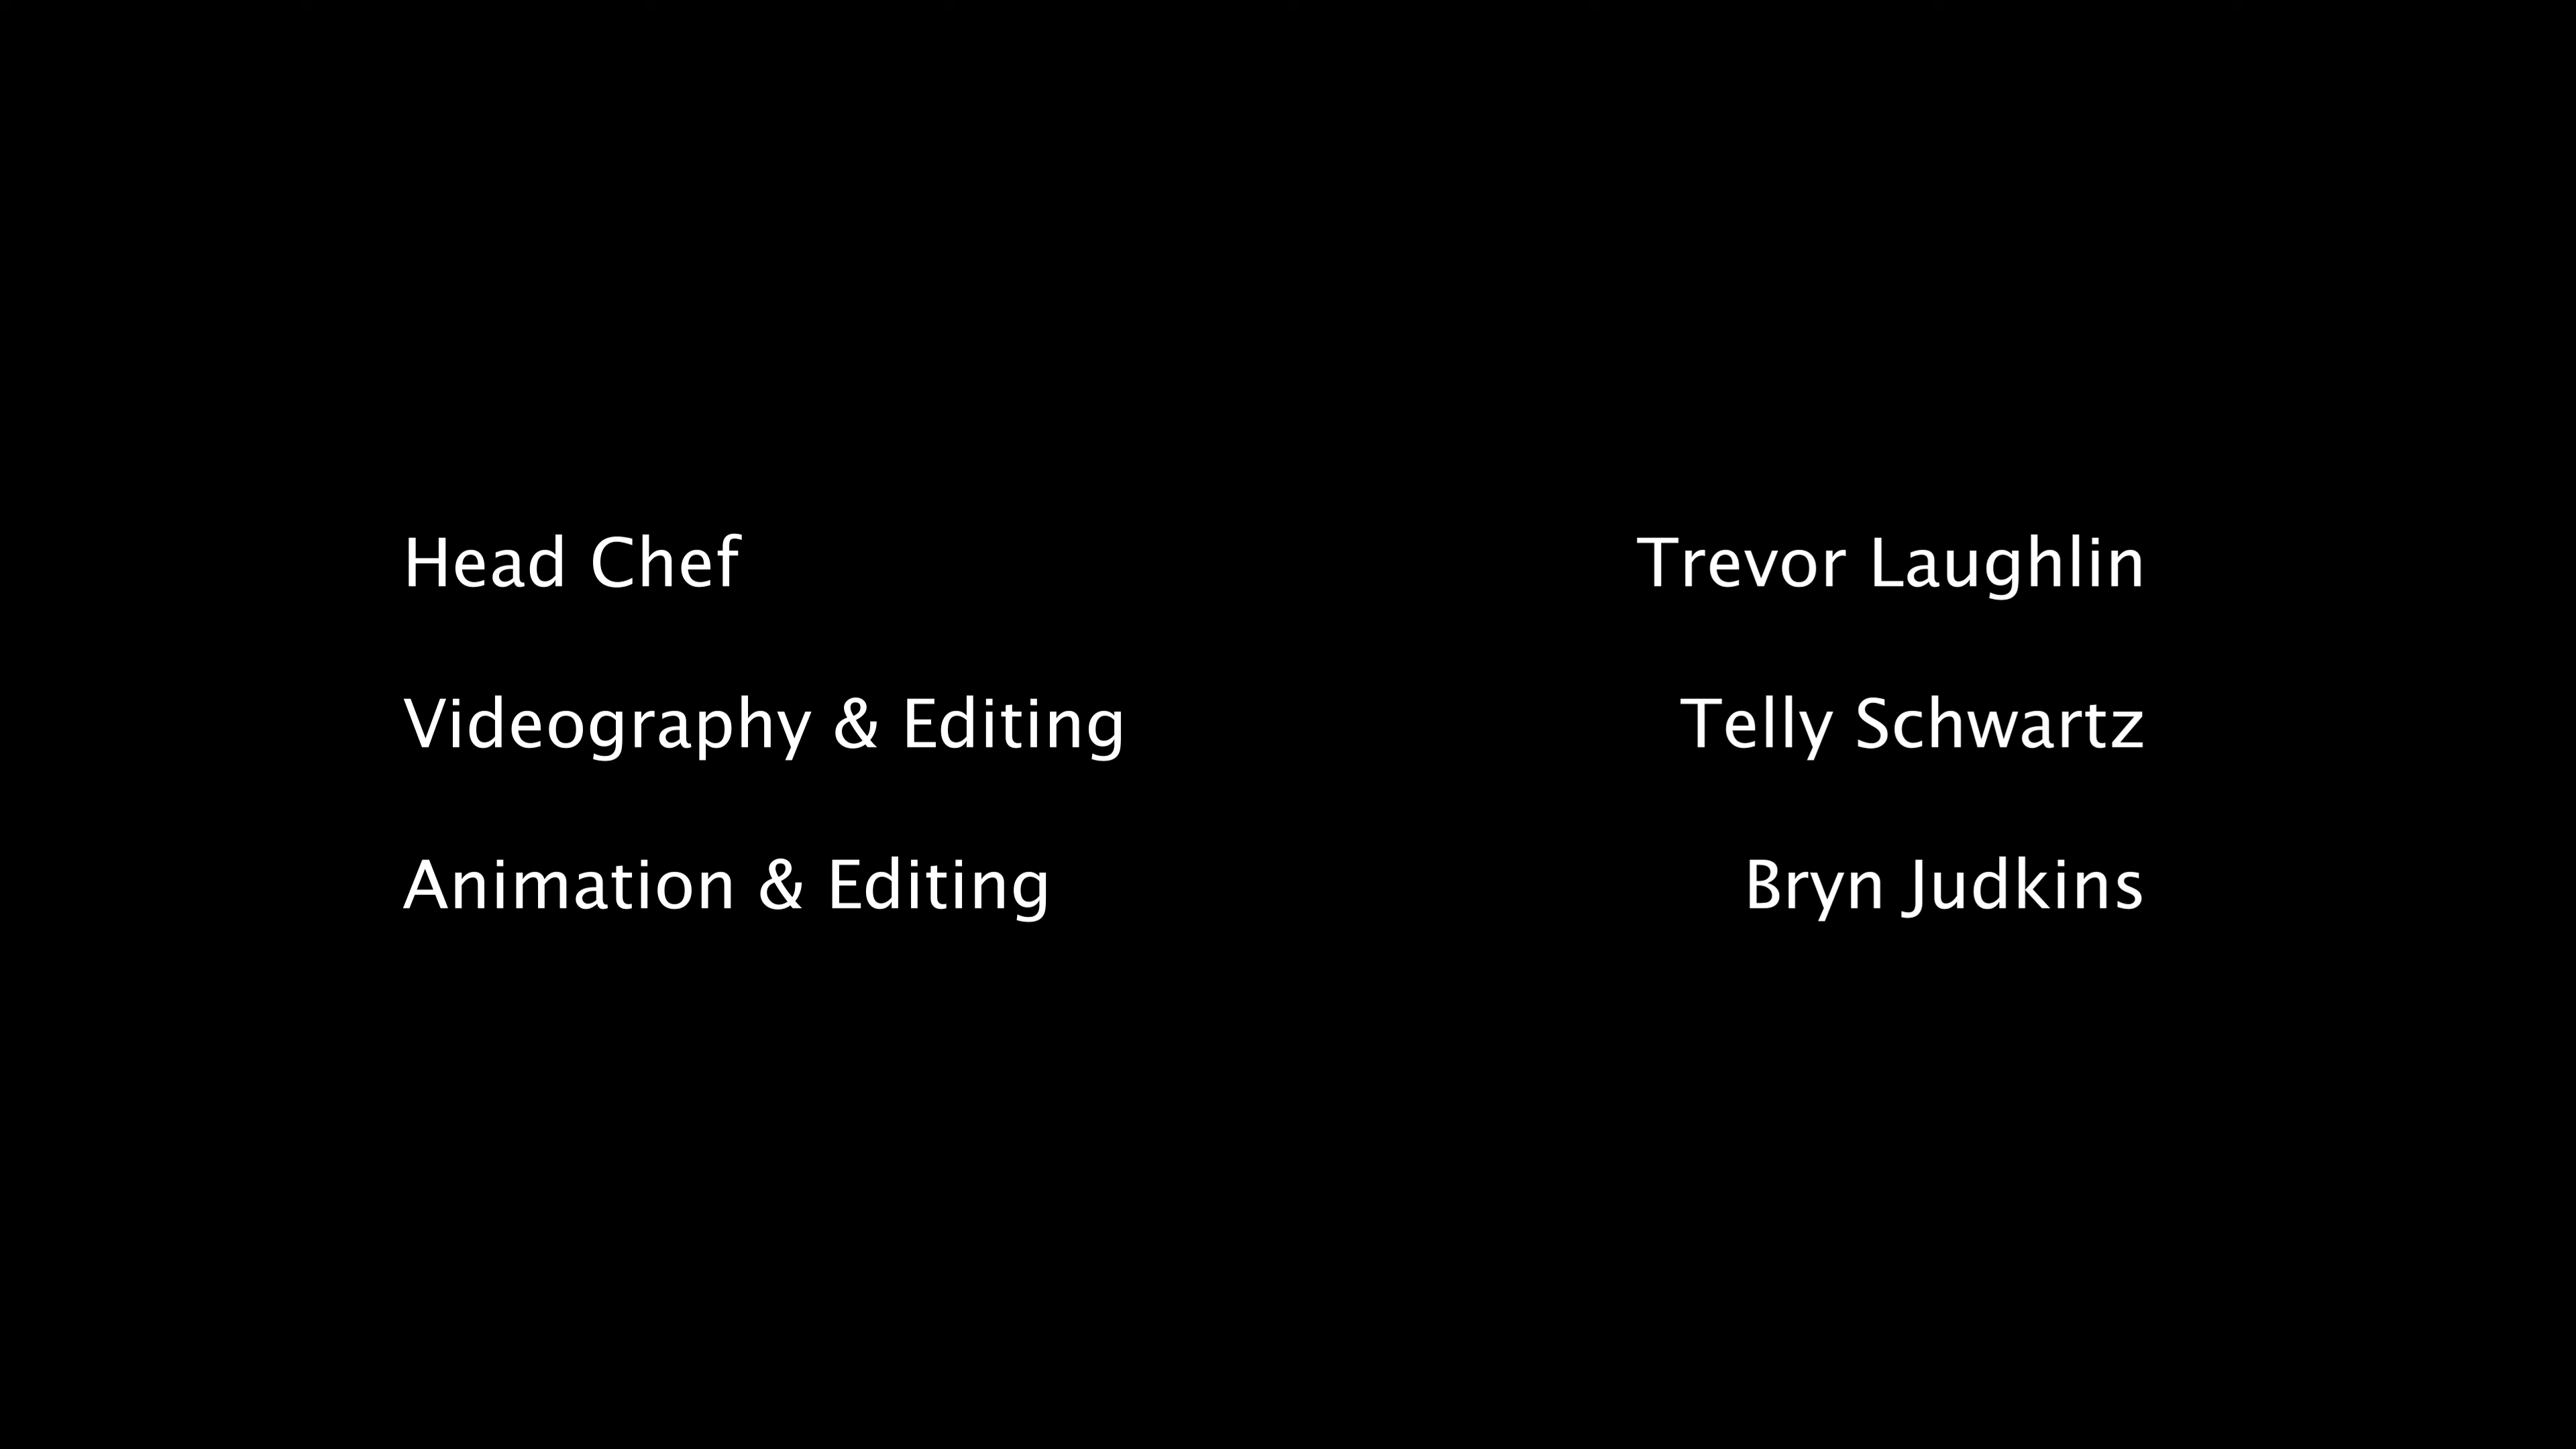 Head Chef Trevor Laughlin
Videography & Editing Telly Schwartz
Animation & Editing Bryn Judkins